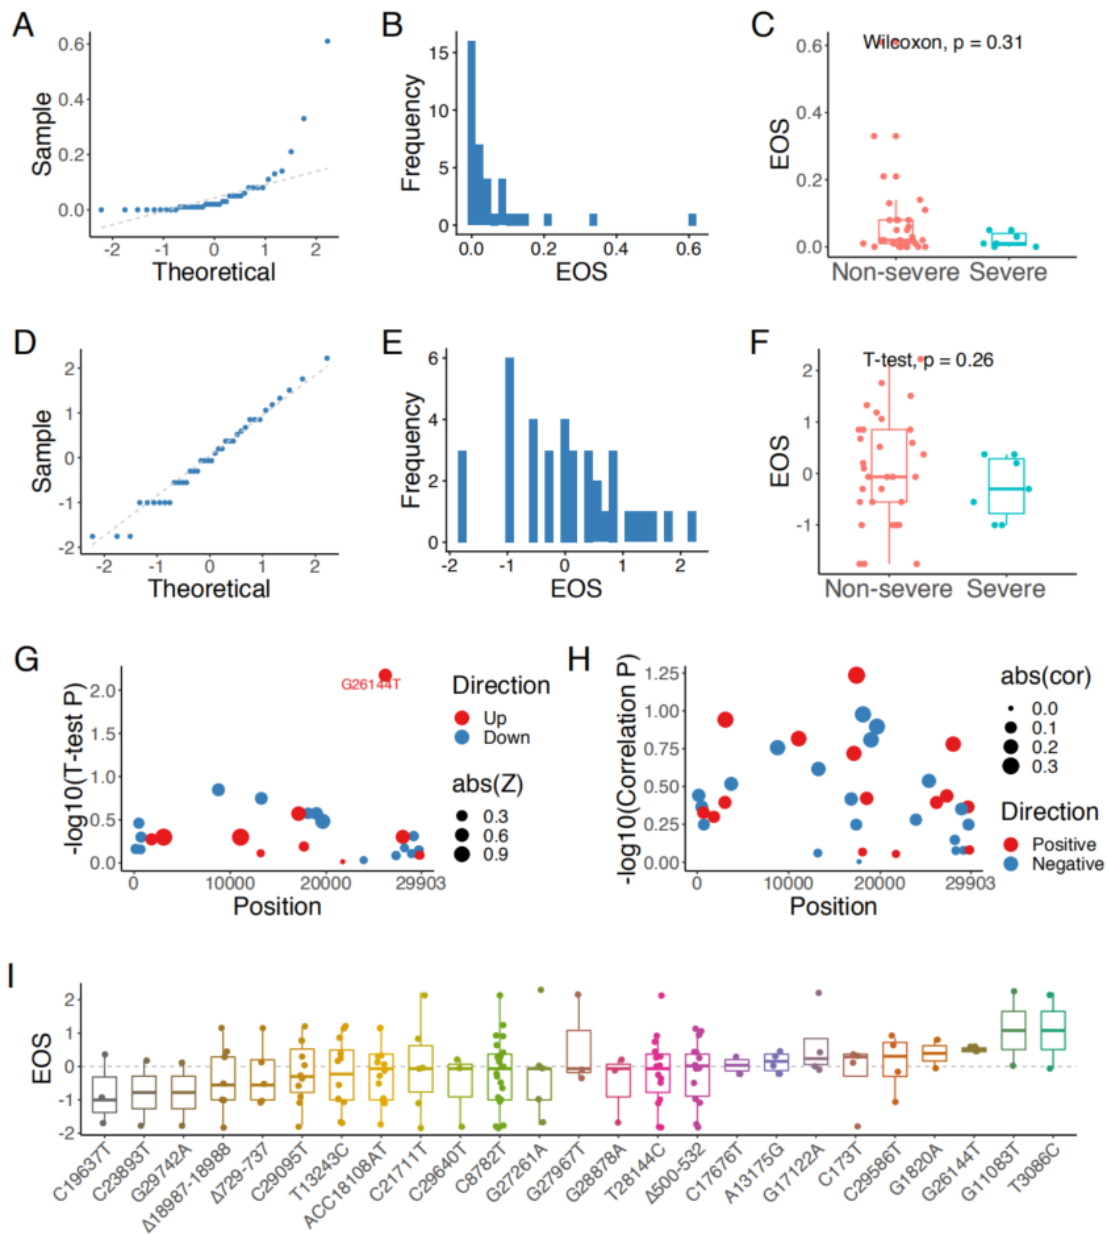 A
0.6
0.4
0.2
0.0
Sample
-2 -1 0 1 2
Theoretical
B
15
10
5
0
Frequency
0.0 0.2 0.4 0.6
EOS
C
Wilcoxon, p = 0.31
0.6
0.4
0.2
0.0
EOS
Non-severe Severe
D
2
1
0
-1
-2
Sample
-2 -1 0 1 2
Theoretical
E
6
4
2
0
Frequency
-2 -1 0 1 2
EOS
F
T-test, p = 0.26
2
1
0
-1
EOS
Non-severe Severe
G
G26144T
2.0
1.5
1.0
0.5
0.0
-log10(T-test P)
0 10000 20000 29903
Position
Direction
Up
Down
abs(Z)
0.3
0.6
0.9
H
1.25
1.00
0.75
0.50
0.25
0.00
-log10(Correlation P)
0 10000 20000 29903
Position
abs(cor)
0.0
0.1
0.2
0.3
Direction
Positive
Negative
I
2
1
0
-1
-2
EOS
C19637T
C23893T
G29742A
Δ18987-18988
Δ729-737
C29095T
T13243C
ACC18108AT
C21711T
C29640T
C8782T
G27261A
G27967T
G28878A
T28144C
Δ500-532
C17676T
A13175G
G17122A
C173T
C29586T
G1820A
G26144T
G11083T
T3086C